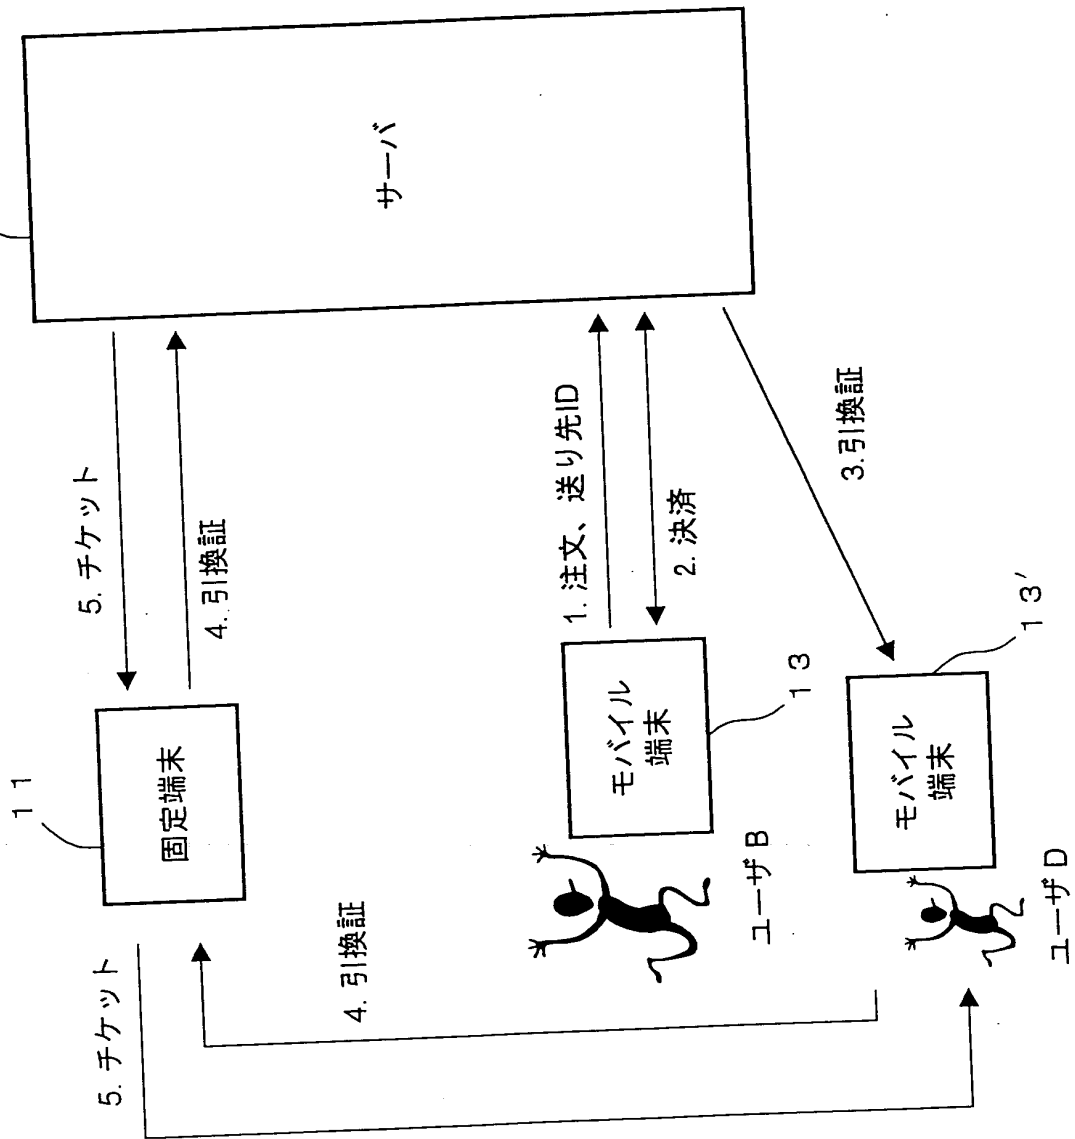 サーバ
5. チケット
4. 引換証
1. 注文、送り先ID
2. 決済
3.引換証
11
固定端末
モバイル
端末
13
モバイル
端末
13′
ユーザB
ユーザD
5. チケット
4. 引換証